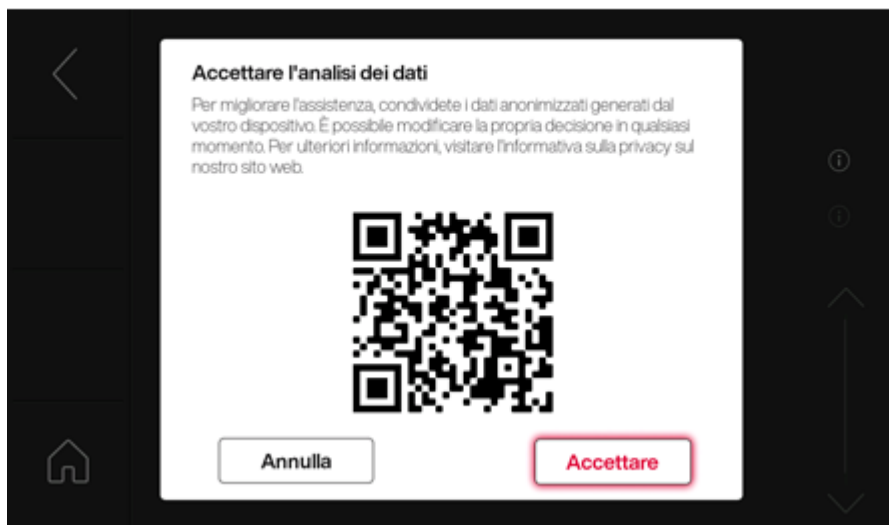 Accettare l'analisi dei dati
Per migliorare l'assistenza, condividete i dati anonimizzati generati dal
vostro dispositivo. È possibile modificare la propria decisione in qualsiasi
momento. Per ulteriori informazioni, visitare l'informativa sulla privacy sul
nostro sito web.
Annulla
Accettare